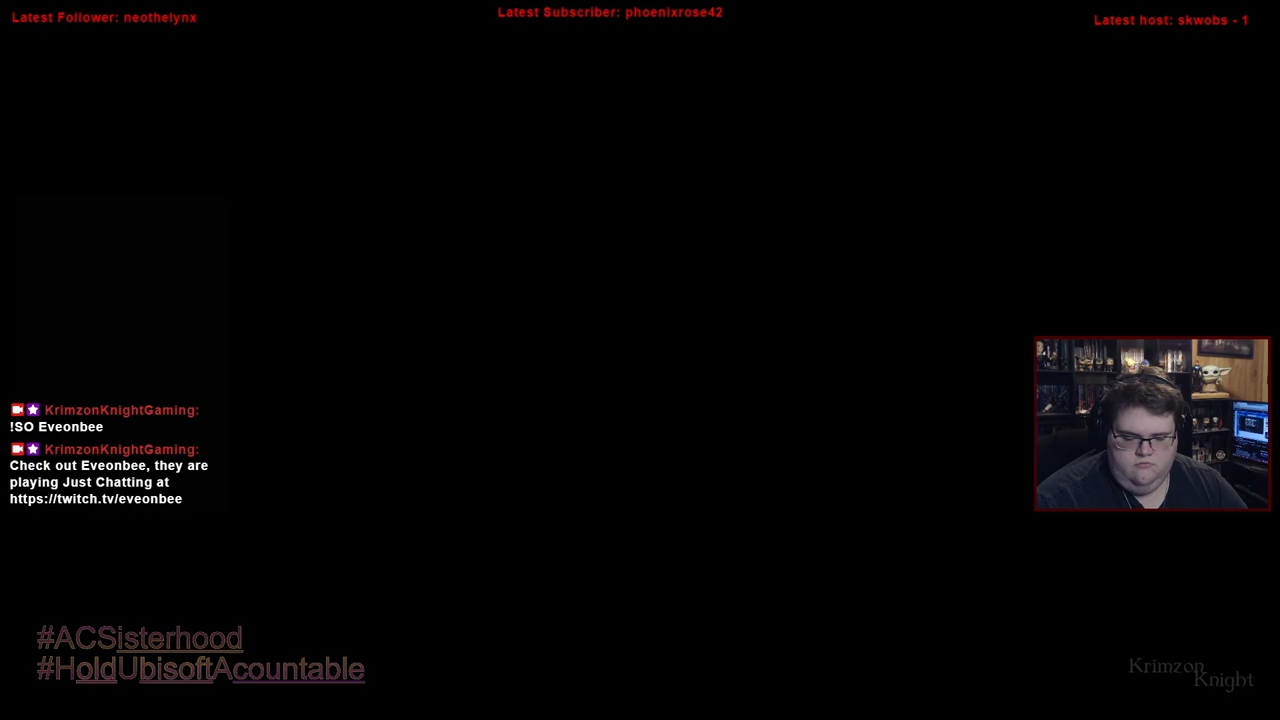 Latest Follower: neothelynx
Latest Subscriber: phoenixrose42
Latest host: skwobs - 1
KrimzonKnightGaming:
!SO Eveonbee
KrimzonKnightGaming:
Check out Eveonbee, they are
playing Just Chatting at
https://twitch.tv/eveonbee
#ACSisterhood
#HoldUbisoftAcountable
Krimzon
Knight